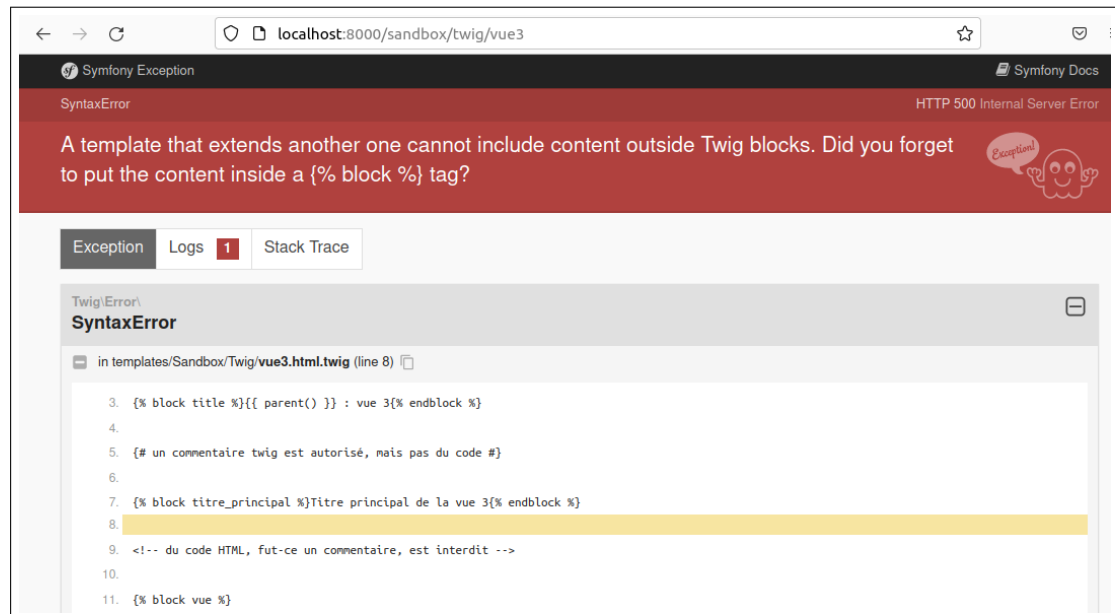 localhost:8000/sandbox/twig/vue3
Symfony Exception
Symfony Docs
SyntaxError
HTTP 500 Internal Server Error
A template that extends another one cannot include content outside Twig blocks. Did you forget
to put the content inside a {% block %} tag?
Exception!
Exception
Logs 1
Stack Trace
Twig\Error\
SyntaxError
in templates/Sandbox/Twig/vue3.html.twig (line 8)
3. {% block title %}{{ parent() }} : vue 3{% endblock %}
4.
5. {# un commentaire twig est autorisé, mais pas du code #}
6.
7. {% block titre_principal %}Titre principal de la vue 3{% endblock %}
8.
9. <!-- du code HTML, fut-ce un commentaire, est interdit -->
10.
11. {% block vue %}